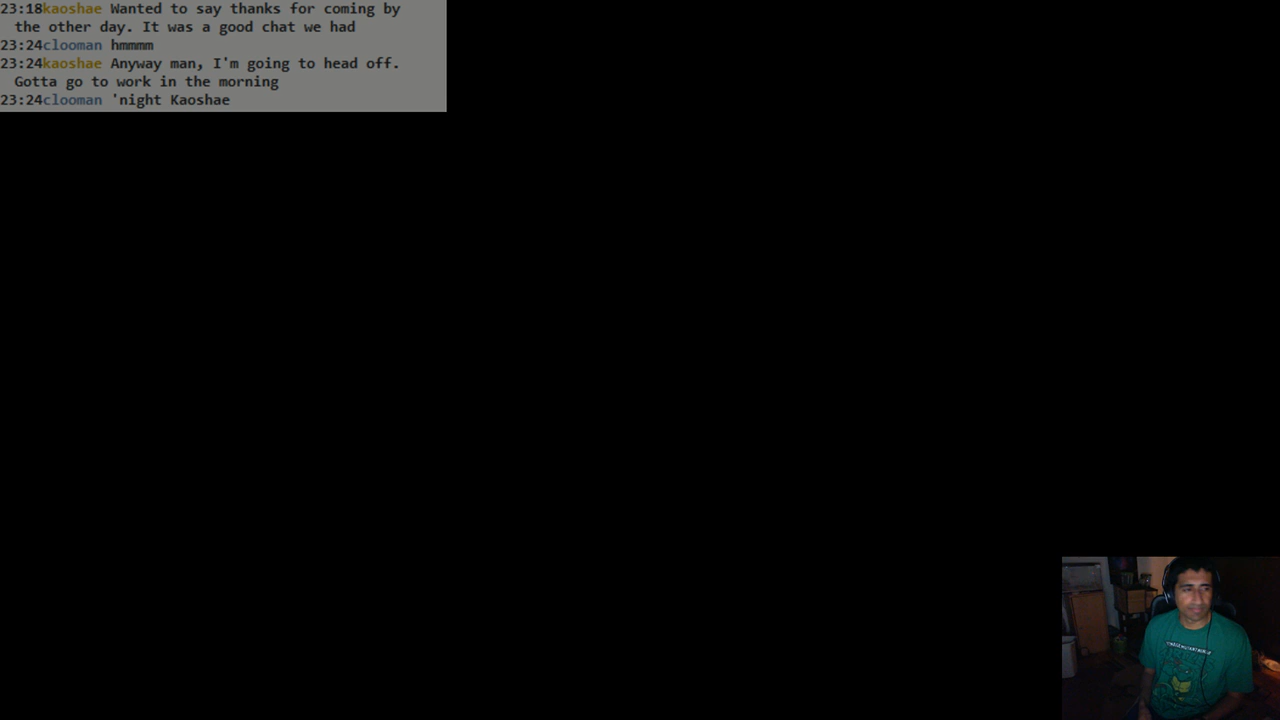 23:18kaoshae Wanted to say thanks for coming by
the other day. It was a good chat we had
23:24clooman hmmmm
23:24kaoshae Anyway man, I'm going to head off.
Gotta go to work in the morning
23:24clooman 'night Kaoshae